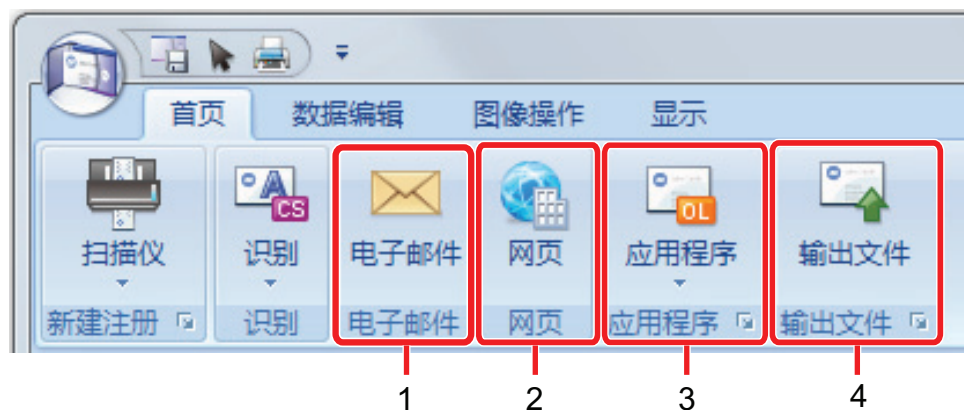 首页 数据编辑 图像操作 显示
A
CS
OL
扫描仪 识别 电子邮件 网页 应用程序 输出文件
新建注册 识别 电子邮件 网页 应用程序 输出文件
1 2 3 4